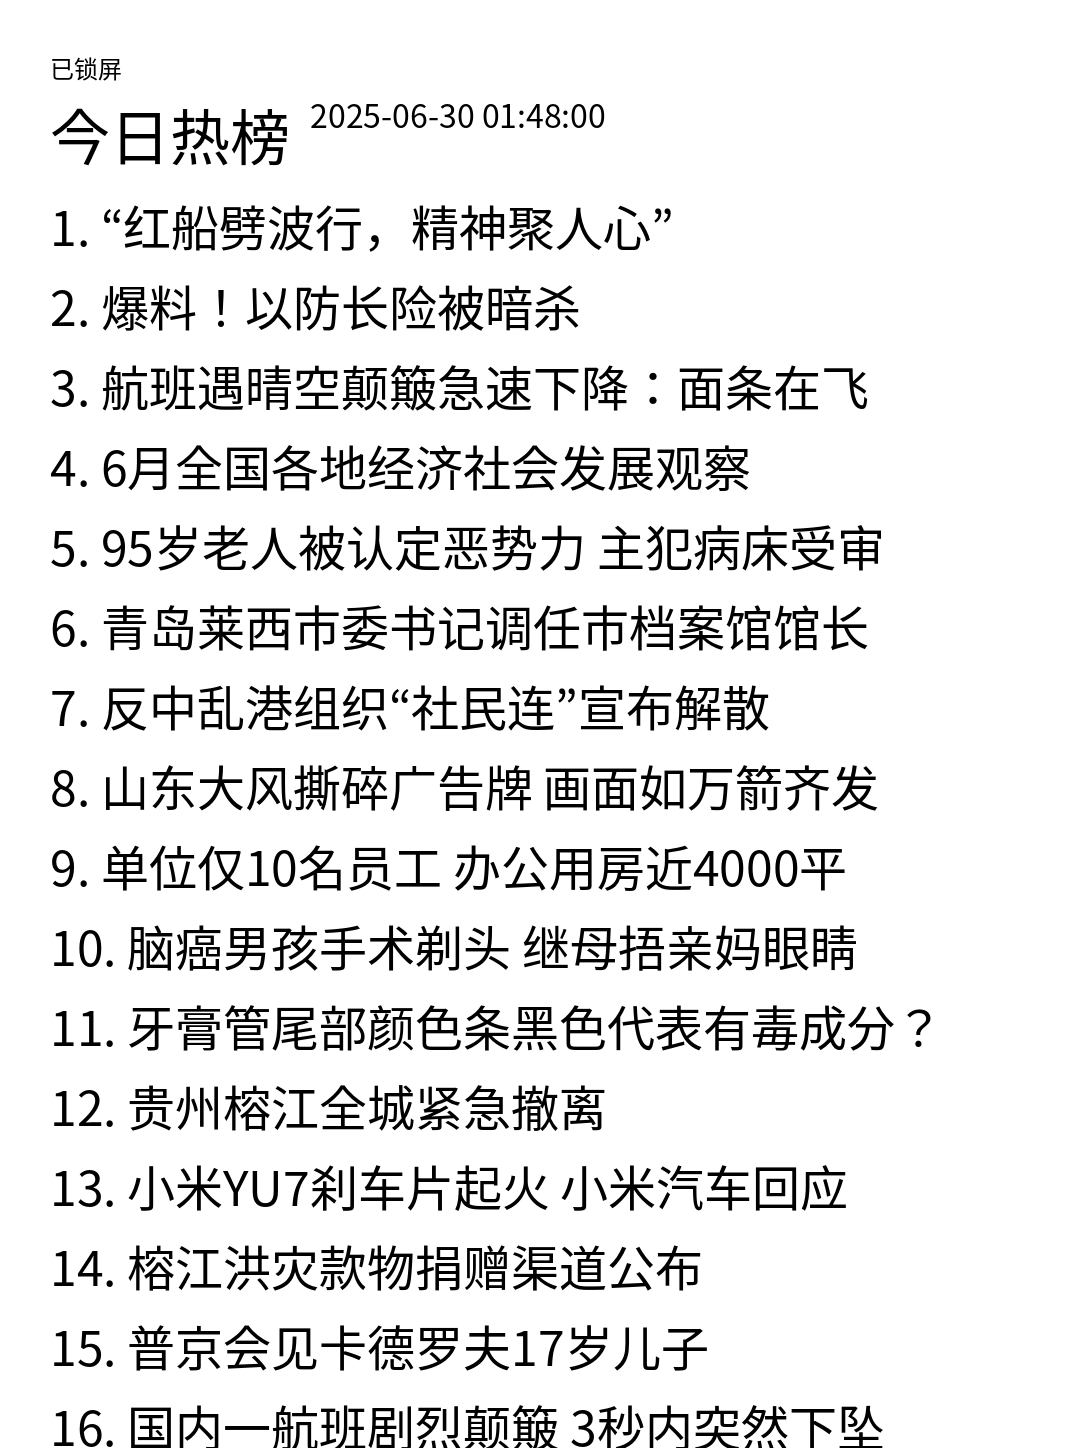 已锁屏
今日热榜 2025-06-30 01:48:00
1. “红船劈波行，精神聚人心”
2. 爆料！以防长险被暗杀
3. 航班遇晴空颠簸急速下降：面条在飞
4. 6月全国各地经济社会发展观察
5. 95岁老人被认定恶势力 主犯病床受审
6. 青岛莱西市委书记调任市档案馆馆长
7. 反中乱港组织“社民连”宣布解散
8. 山东大风撕碎广告牌 画面如万箭齐发
9. 单位仅10名员工 办公用房近4000平
10. 脑癌男孩手术剃头 继母捂亲妈眼睛
11. 牙膏管尾部颜色条黑色代表有毒成分？
12. 贵州榕江全城紧急撤离
13. 小米YU7刹车片起火 小米汽车回应
14. 榕江洪灾款物捐赠渠道公布
15. 普京会见卡德罗夫17岁儿子
16. 国内一航班剧烈颠簸 3秒内突然下坠